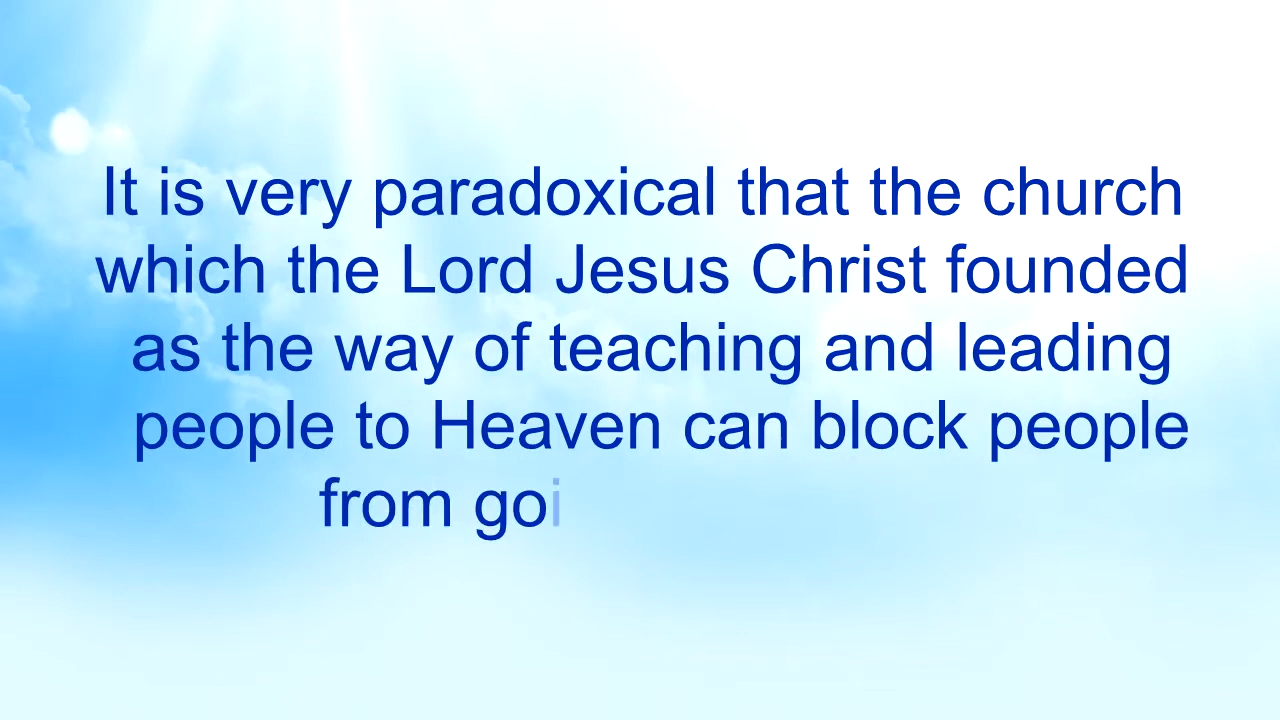 It is very paradoxical that the church
which the Lord Jesus Christ founded
as the way of teaching and leading
people to Heaven can block people
from goi